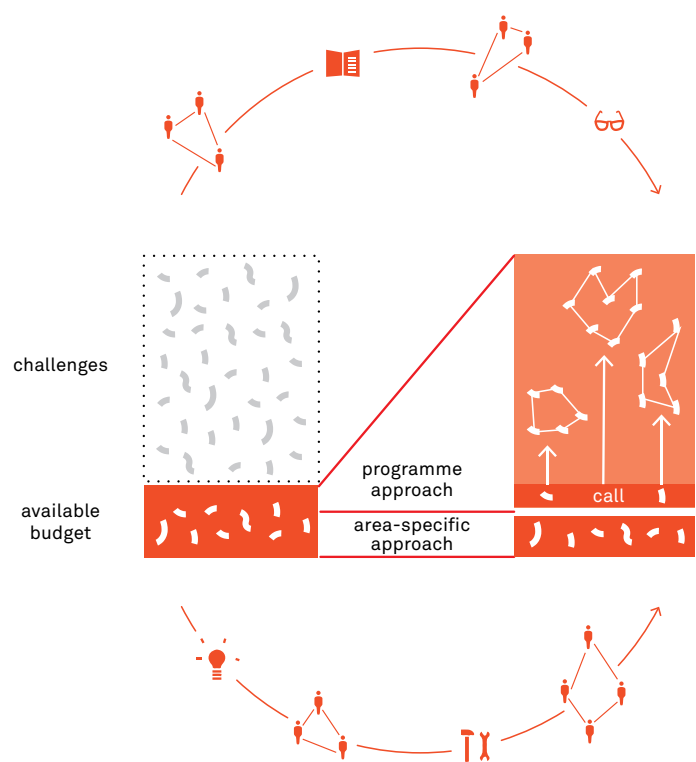 challenges
programme
approach
available
budget
call
area-specific
approach